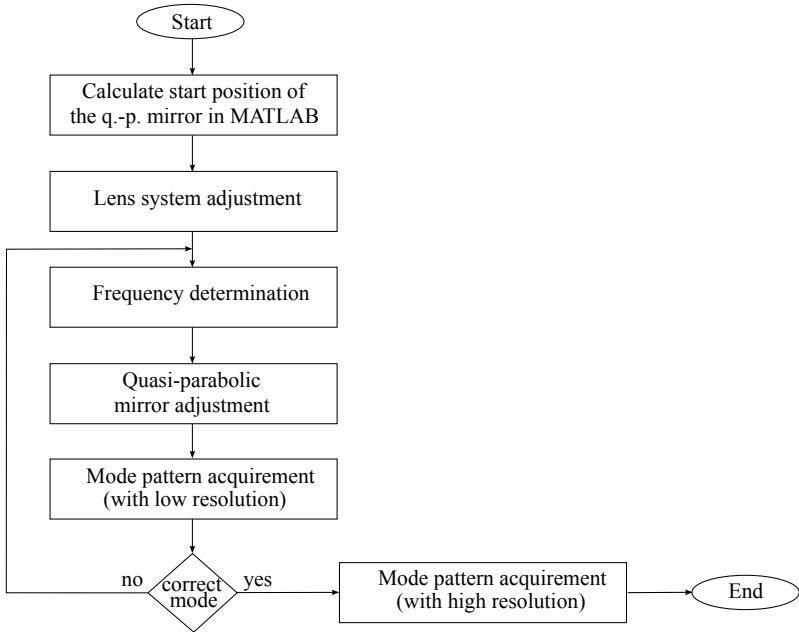 Start
Calculate start position of
the q.-p. mirror in MATLAB
Lens system adjustment
Frequency determination
Quasi-parabolic
mirror adjustment
Mode pattern acquirement
(with low resolution)
no
correct
mode
yes
Mode pattern acquirement
(with high resolution)
End